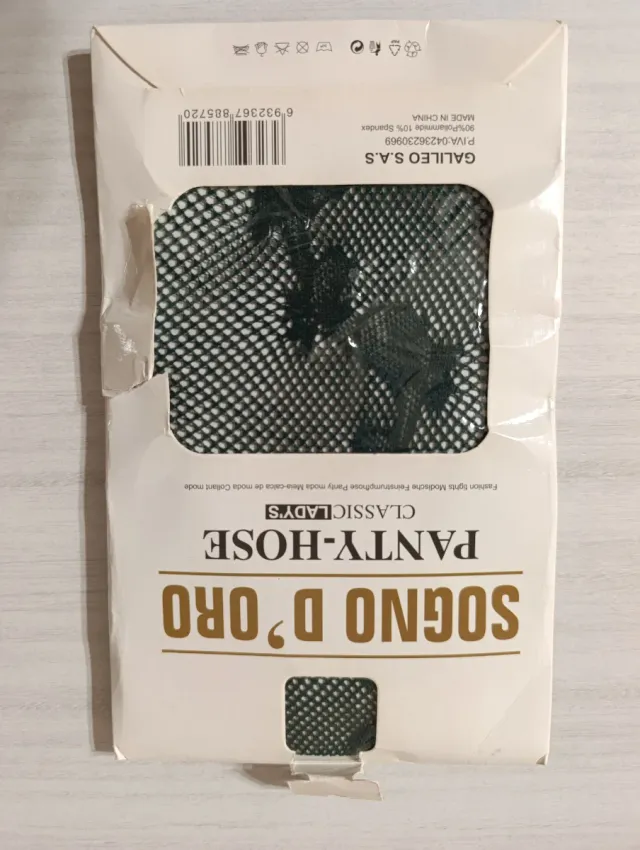 SOGNO D'ORO
PANTY-HOSE
CLASSIC LADY'S
Fashion tights Modische Feinstrumpfhose Panty moda Meia-calca de moda Collant mode
GALILEO S.A.S
P.IVA:04236230969
90%Poliammide 10% Spandex
MADE IN CHINA
6 932367 885720